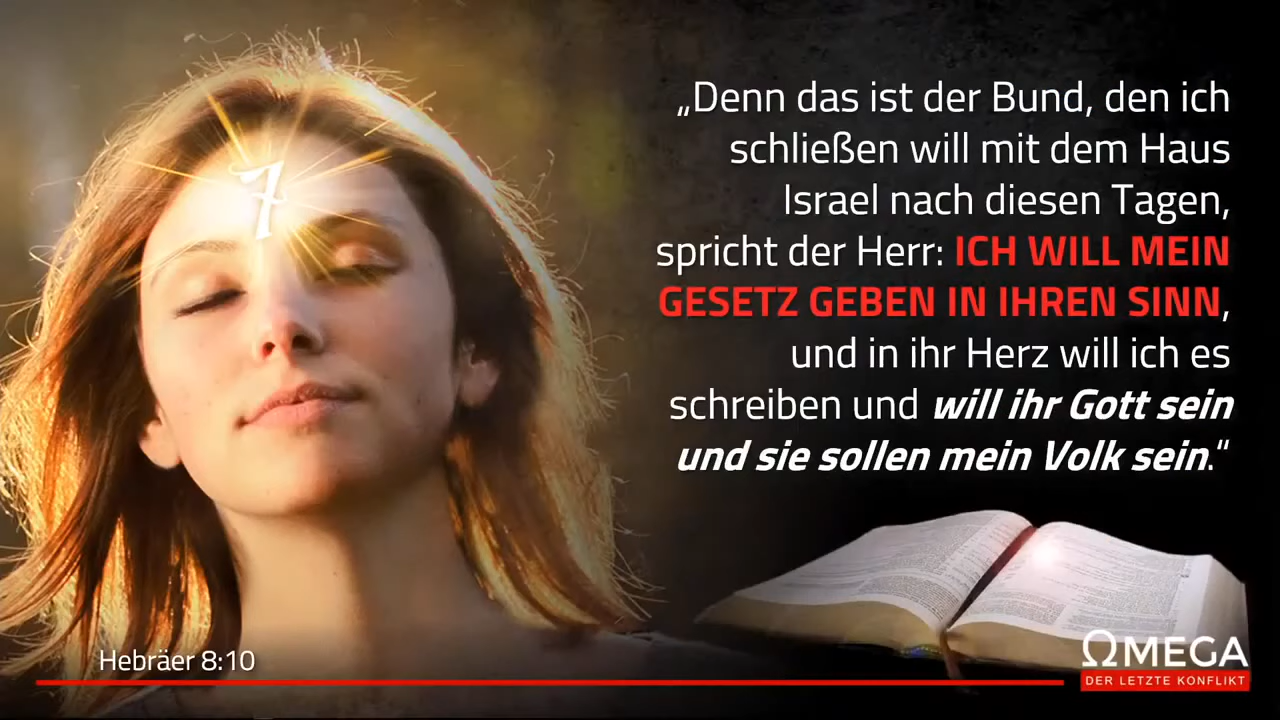 7
„Denn das ist der Bund, den ich
schließen will mit dem Haus
Israel nach diesen Tagen,
spricht der Herr: ICH WILL MEIN
GESETZ GEBEN IN IHREN SINN,
und in ihr Herz will ich es
schreiben und will ihr Gott sein
und sie sollen mein Volk sein.“
Hebräer 8:10
ΩMEGA
DER LETZTE KONFLIKT